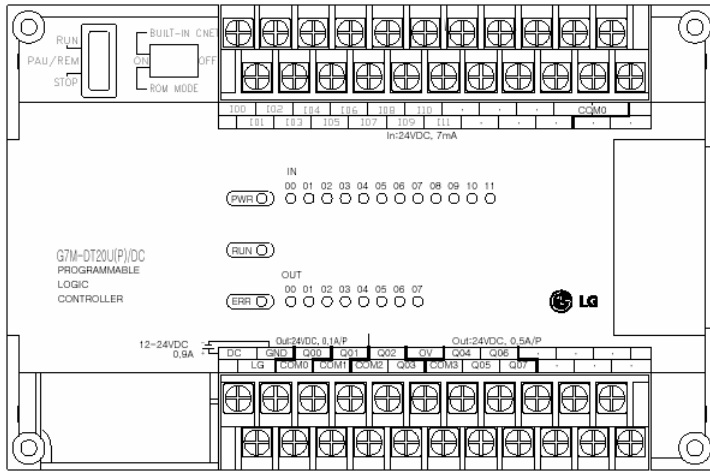 BUILT-IN CNET
RUN
PAU/REM
STOP
ON
OFF
ROM MODE
I00 I02 I04 I06 I08 I10 · · · COM0
I01 I03 I05 I07 I09 I11 · · · · ·
In:24VDC, 7mA
IN
00 01 02 03 04 05 06 07 08 09 10 11
PWR
RUN
G7M-DT20U(P)/DC
PROGRAMMABLE
LOGIC
CONTROLLER
OUT
00 01 02 03 04 05 06 07
ERR
LG
12-24VDC
0,9A
Out:24VDC, 0,1A/P
Out:24VDC, 0,5A/P
DC GND Q00 Q01 Q02 0V Q04 Q06 · · · ·
LG COM0 COM1 COM2 Q03 COM3 Q05 Q07 · · · ·